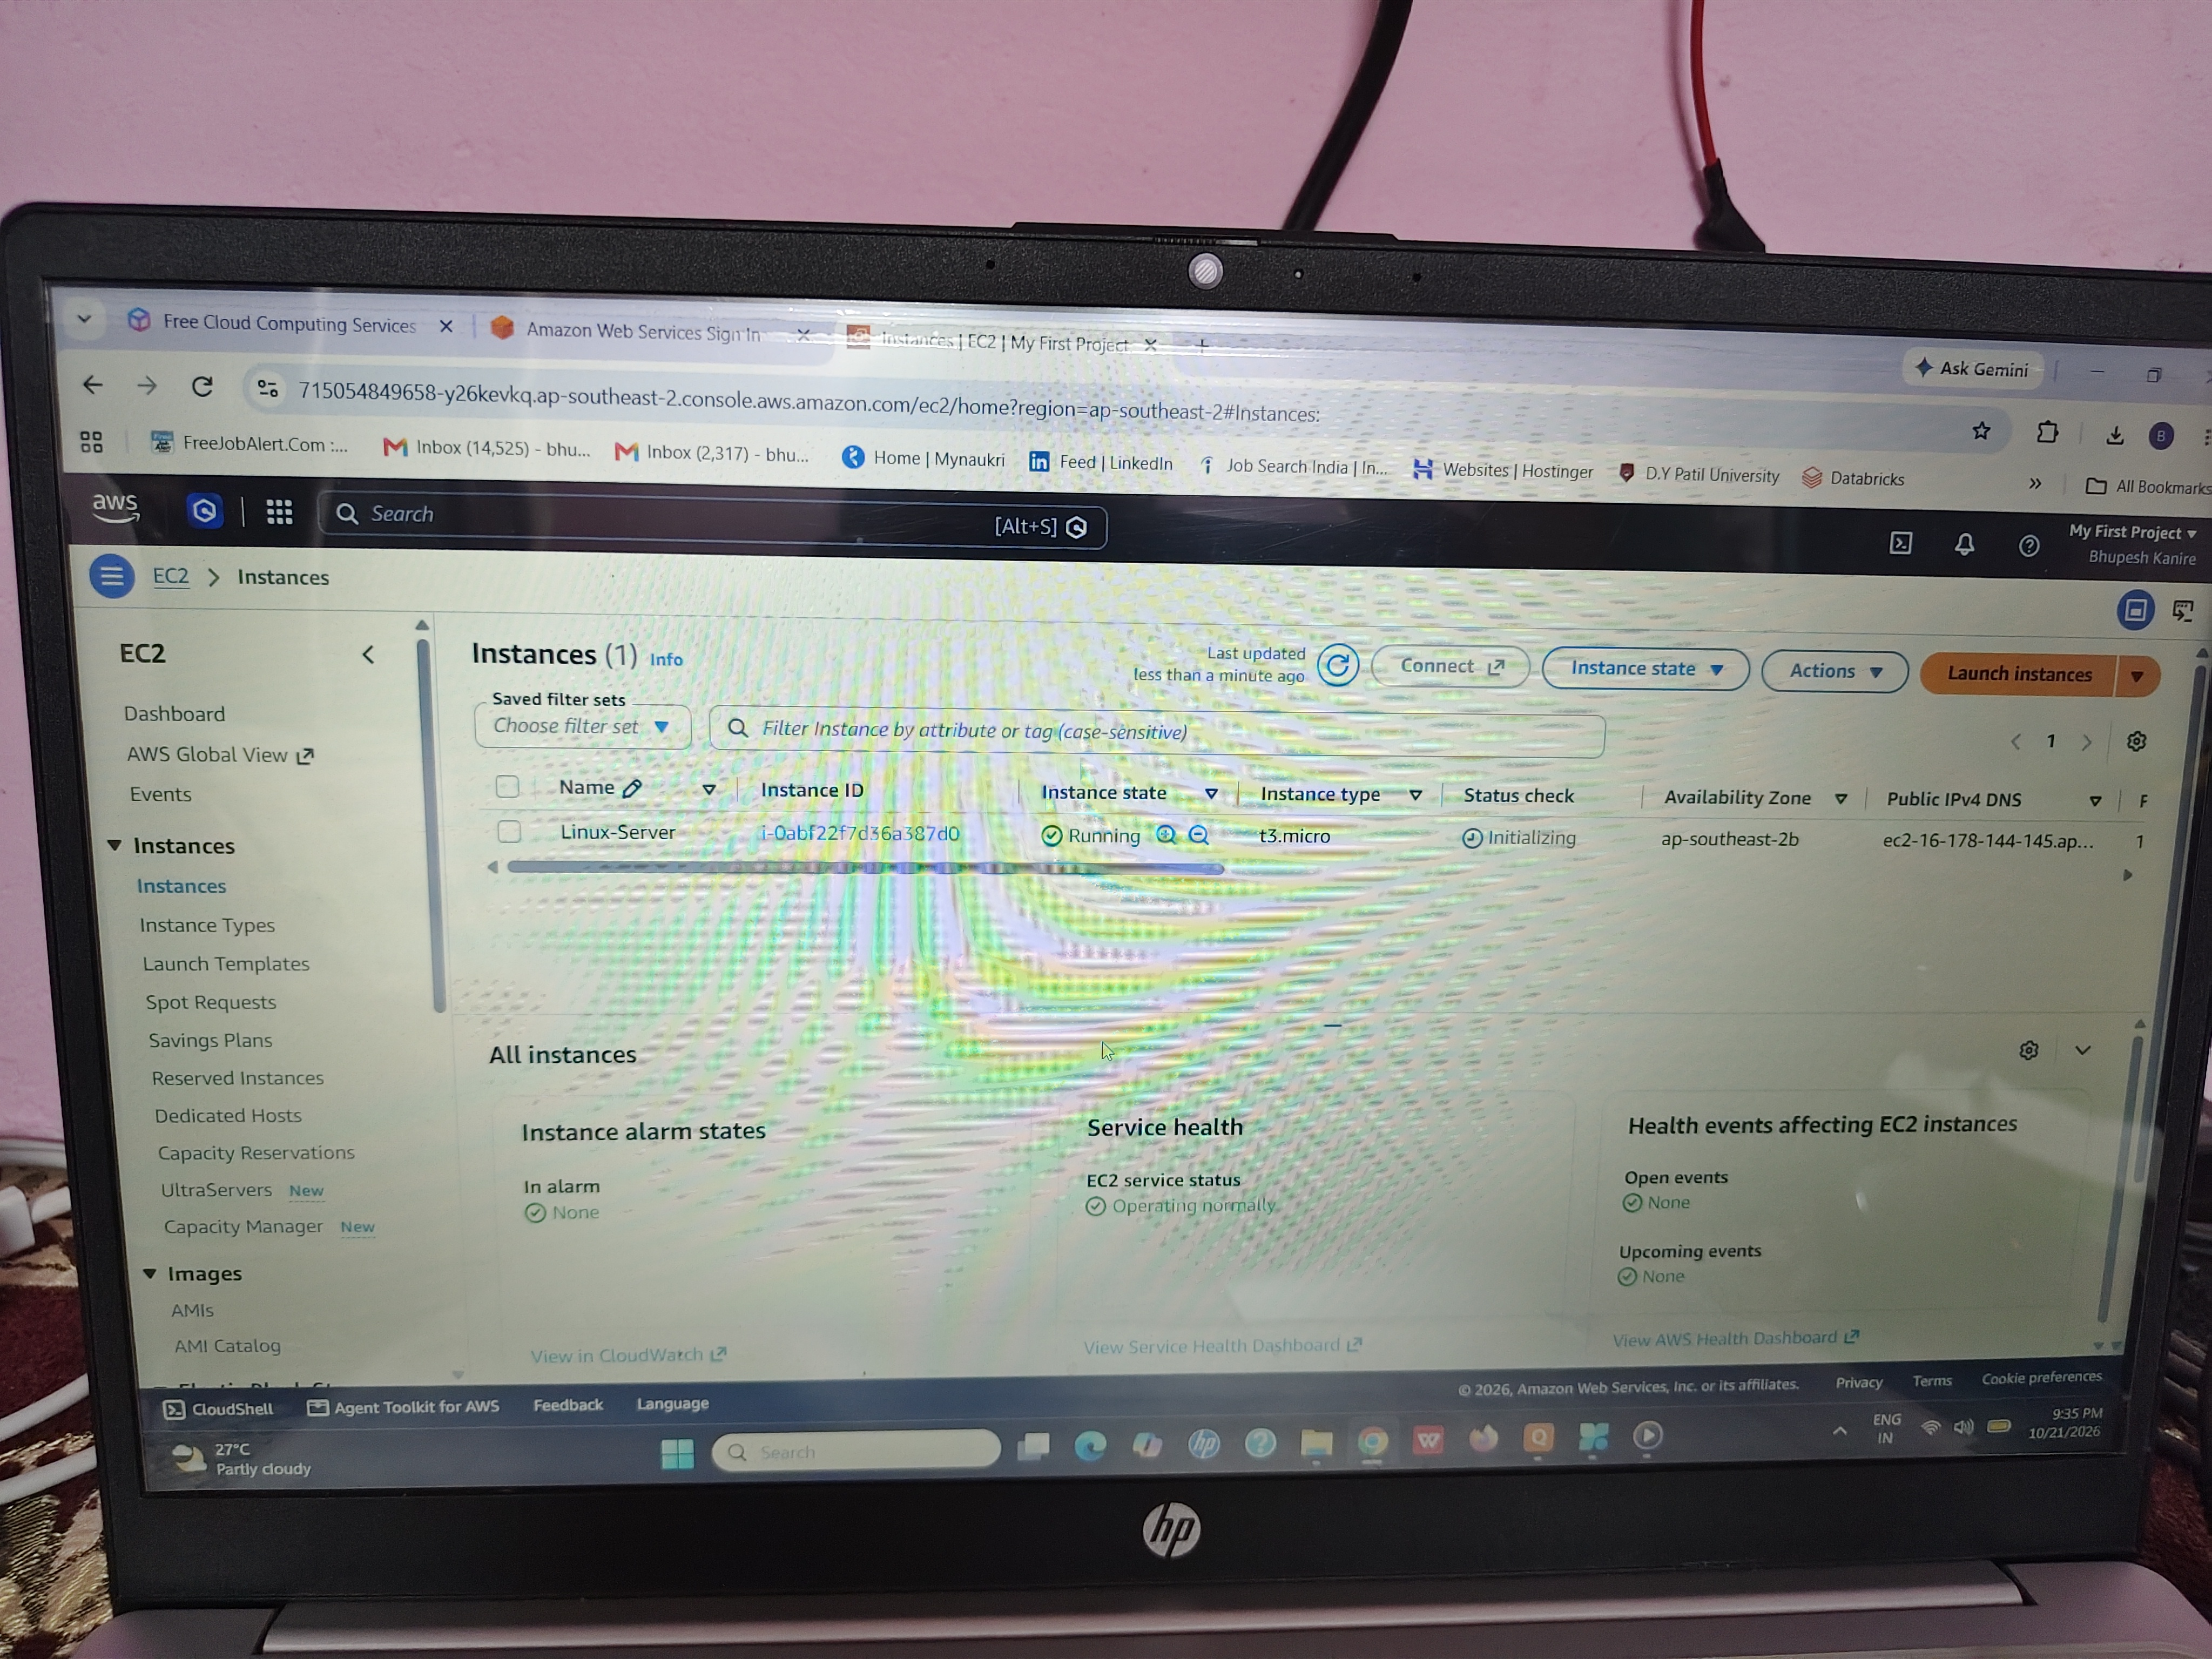 Free Cloud Computing Services
Amazon Web Services Sign In
Instances | EC2 | My First Project
Ask Gemini
715054849658-y26kevkq.ap-southeast-2.console.aws.amazon.com/ec2/home?region=ap-southeast-2#Instances:
FreeJobAlert.Com :...
Inbox (14,525) - bhu...
Inbox (2,317) - bhu...
Home | Mynaukri
Feed | LinkedIn
Job Search India | In...
Websites | Hostinger
D.Y Patil University
Databricks
All Bookmarks
B
aws
Search
[Alt+S]
My First Project
Bhupesh Kanire
EC2 > Instances
EC2
Dashboard
AWS Global View
Events
Instances
Instances
Instance Types
Launch Templates
Spot Requests
Savings Plans
Reserved Instances
Dedicated Hosts
Capacity Reservations
UltraServers New
Capacity Manager New
Images
AMIs
AMI Catalog
Instances (1) Info
Last updated
less than a minute ago
Connect
Instance state
Actions
Launch instances
Saved filter sets
Choose filter set
Filter Instance by attribute or tag (case-sensitive)
1
Name Instance ID Instance state Instance type Status check Availability Zone Public IPv4 DNS
Linux-Server i-0abf22f7d36a387d0 Running t3.micro Initializing ap-southeast-2b ec2-16-178-144-145.ap... 1
All instances
Instance alarm states
In alarm
None
View in CloudWatch
Service health
EC2 service status
Operating normally
View Service Health Dashboard
Health events affecting EC2 instances
Open events
None
Upcoming events
None
View AWS Health Dashboard
CloudShell
Agent Toolkit for AWS
Feedback
Language
© 2026, Amazon Web Services, Inc. or its affiliates.
Privacy
Terms
Cookie preferences
27°C
Partly cloudy
Search
ENG
IN
9:35 PM
10/21/2026
hp